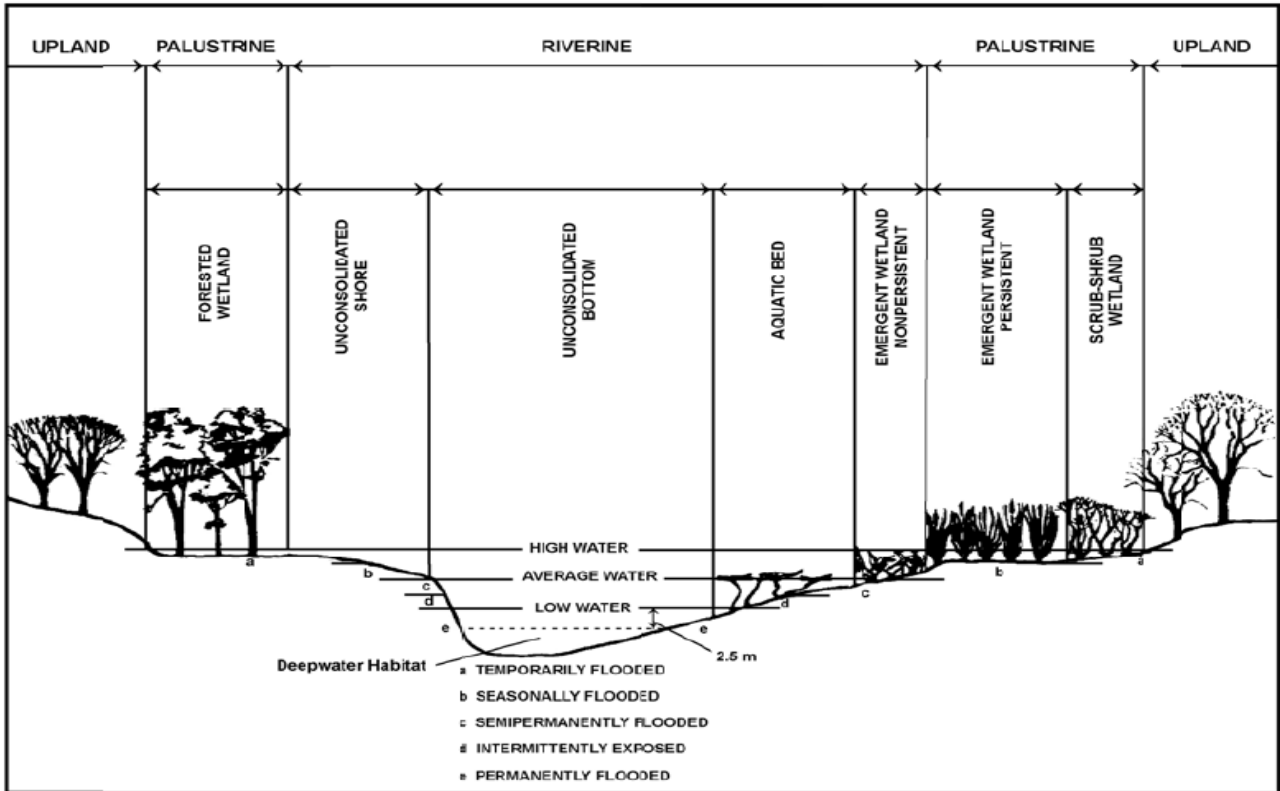 UPLAND PALUSTRINE RIVERINE PALUSTRINE UPLAND
FORESTED
WETLAND
UNCONSOLIDATED
SHORE
UNCONSOLIDATED
BOTTOM
AQUATIC BED
EMERGENT WETLAND
NONPERSISTENT
EMERGENT WETLAND
PERSISTENT
SCRUB-SHRUB
WETLAND
HIGH WATER
a
b
a
AVERAGE WATER
b
c
c
d
d
LOW WATER
e
e
2.5 m
Deepwater Habitat
a TEMPORARILY FLOODED
b SEASONALLY FLOODED
c SEMIPERMANENTLY FLOODED
d INTERMITTENTLY EXPOSED
e PERMANENTLY FLOODED